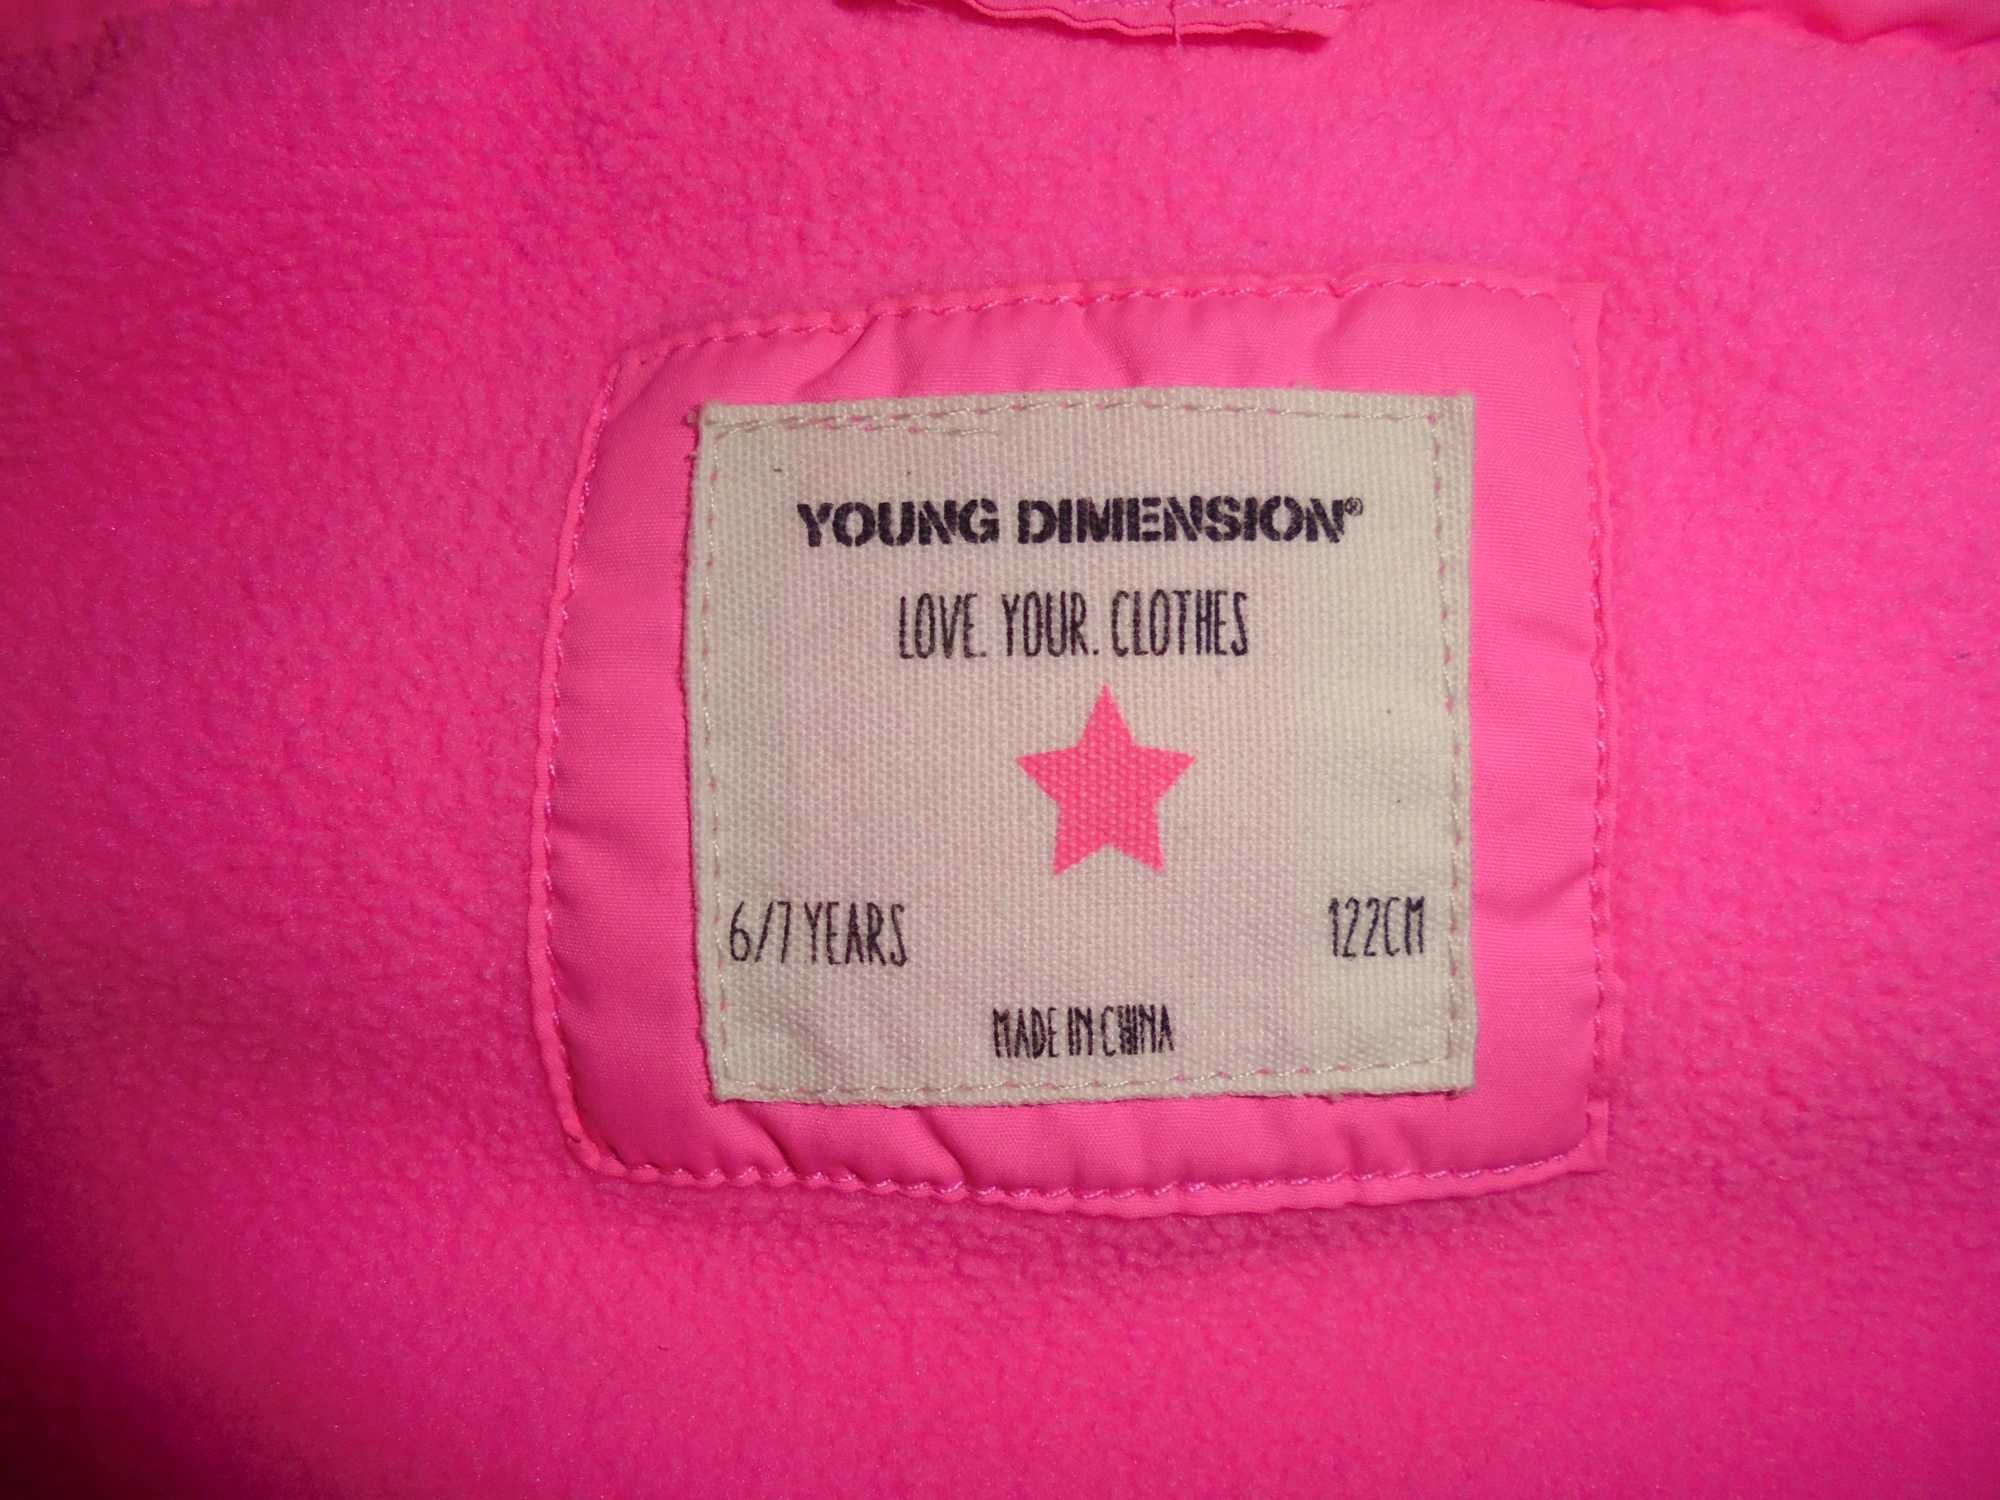 YOUNG DIMENSION®
LOVE. YOUR. CLOTHES
6/7 YEARS 122CM
MADE IN CHINA